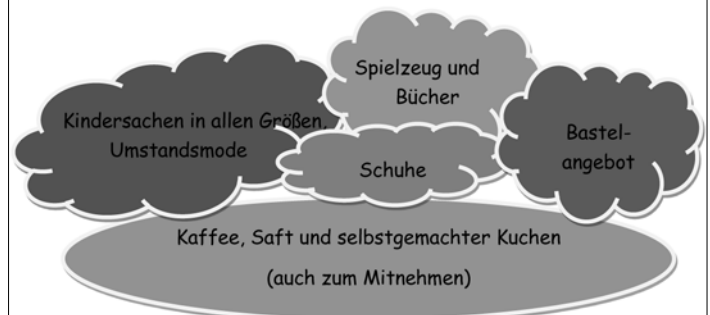 Spielzeug und
Bücher
Kindersachen in allen Größen,
Umstandsmode
Bastel-
angebot
Schuhe
Kaffee, Saft und selbstgemachter Kuchen
(auch zum Mitnehmen)